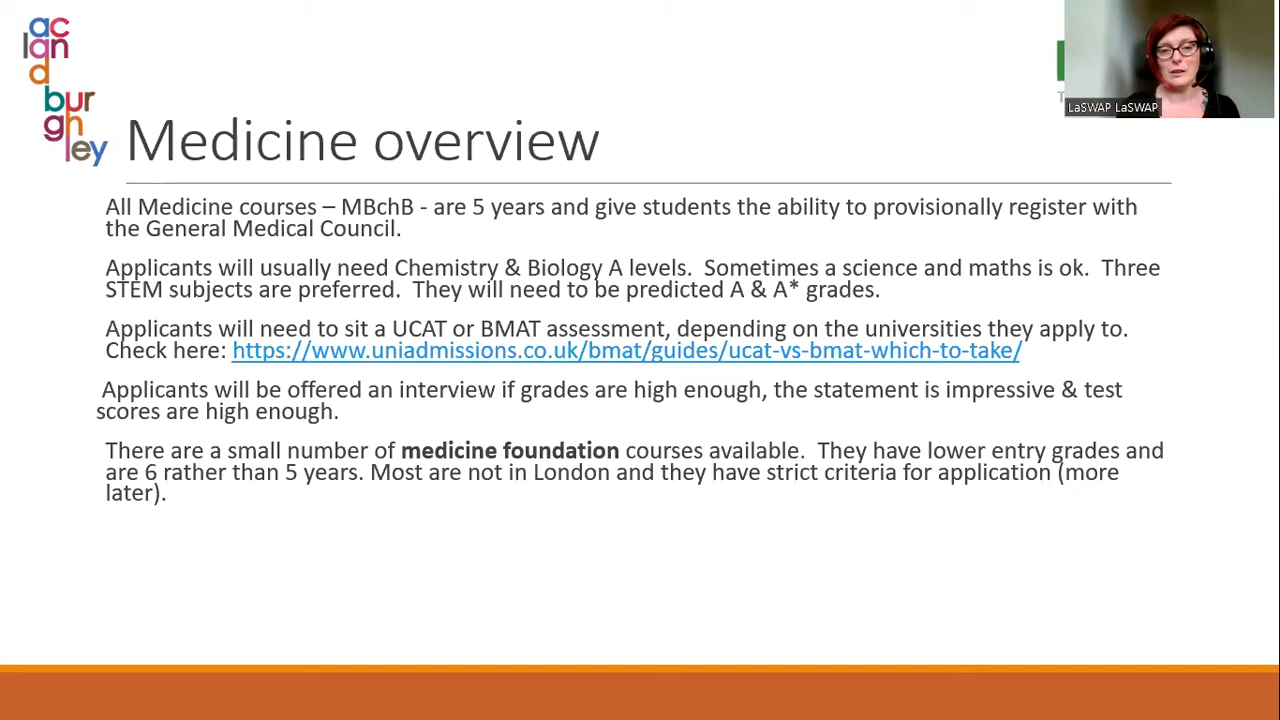 ac
lan
d
bur
gh
ley
LaSWAP LaSWAP
T
Medicine overview
All Medicine courses – MBchB - are 5 years and give students the ability to provisionally register with
the General Medical Council.
Applicants will usually need Chemistry & Biology A levels.  Sometimes a science and maths is ok.  Three
STEM subjects are preferred.  They will need to be predicted A & A* grades.
Applicants will need to sit a UCAT or BMAT assessment, depending on the universities they apply to.
Check here: https://www.uniadmissions.co.uk/bmat/guides/ucat-vs-bmat-which-to-take/
Applicants will be offered an interview if grades are high enough, the statement is impressive & test
scores are high enough.
There are a small number of medicine foundation courses available.  They have lower entry grades and
are 6 rather than 5 years. Most are not in London and they have strict criteria for application (more
later).